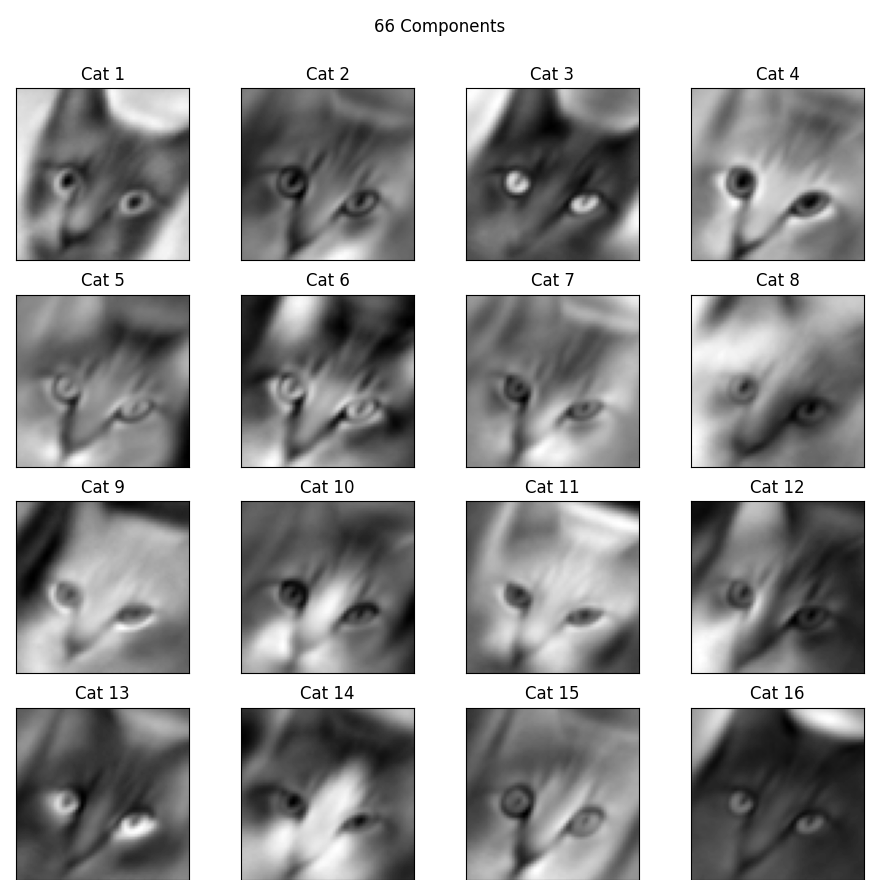 66 Components
Cat 1 Cat 2 Cat 3 Cat 4
Cat 5 Cat 6 Cat 7 Cat 8
Cat 9 Cat 10 Cat 11 Cat 12
Cat 13 Cat 14 Cat 15 Cat 16